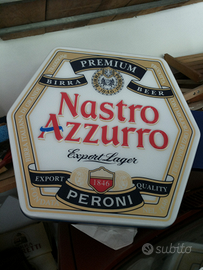 PREMIUM
BIRRA BEER
Nastro
Azzurro
Export Lager
EXPORT 1846 QUALITY
PERONI
subito